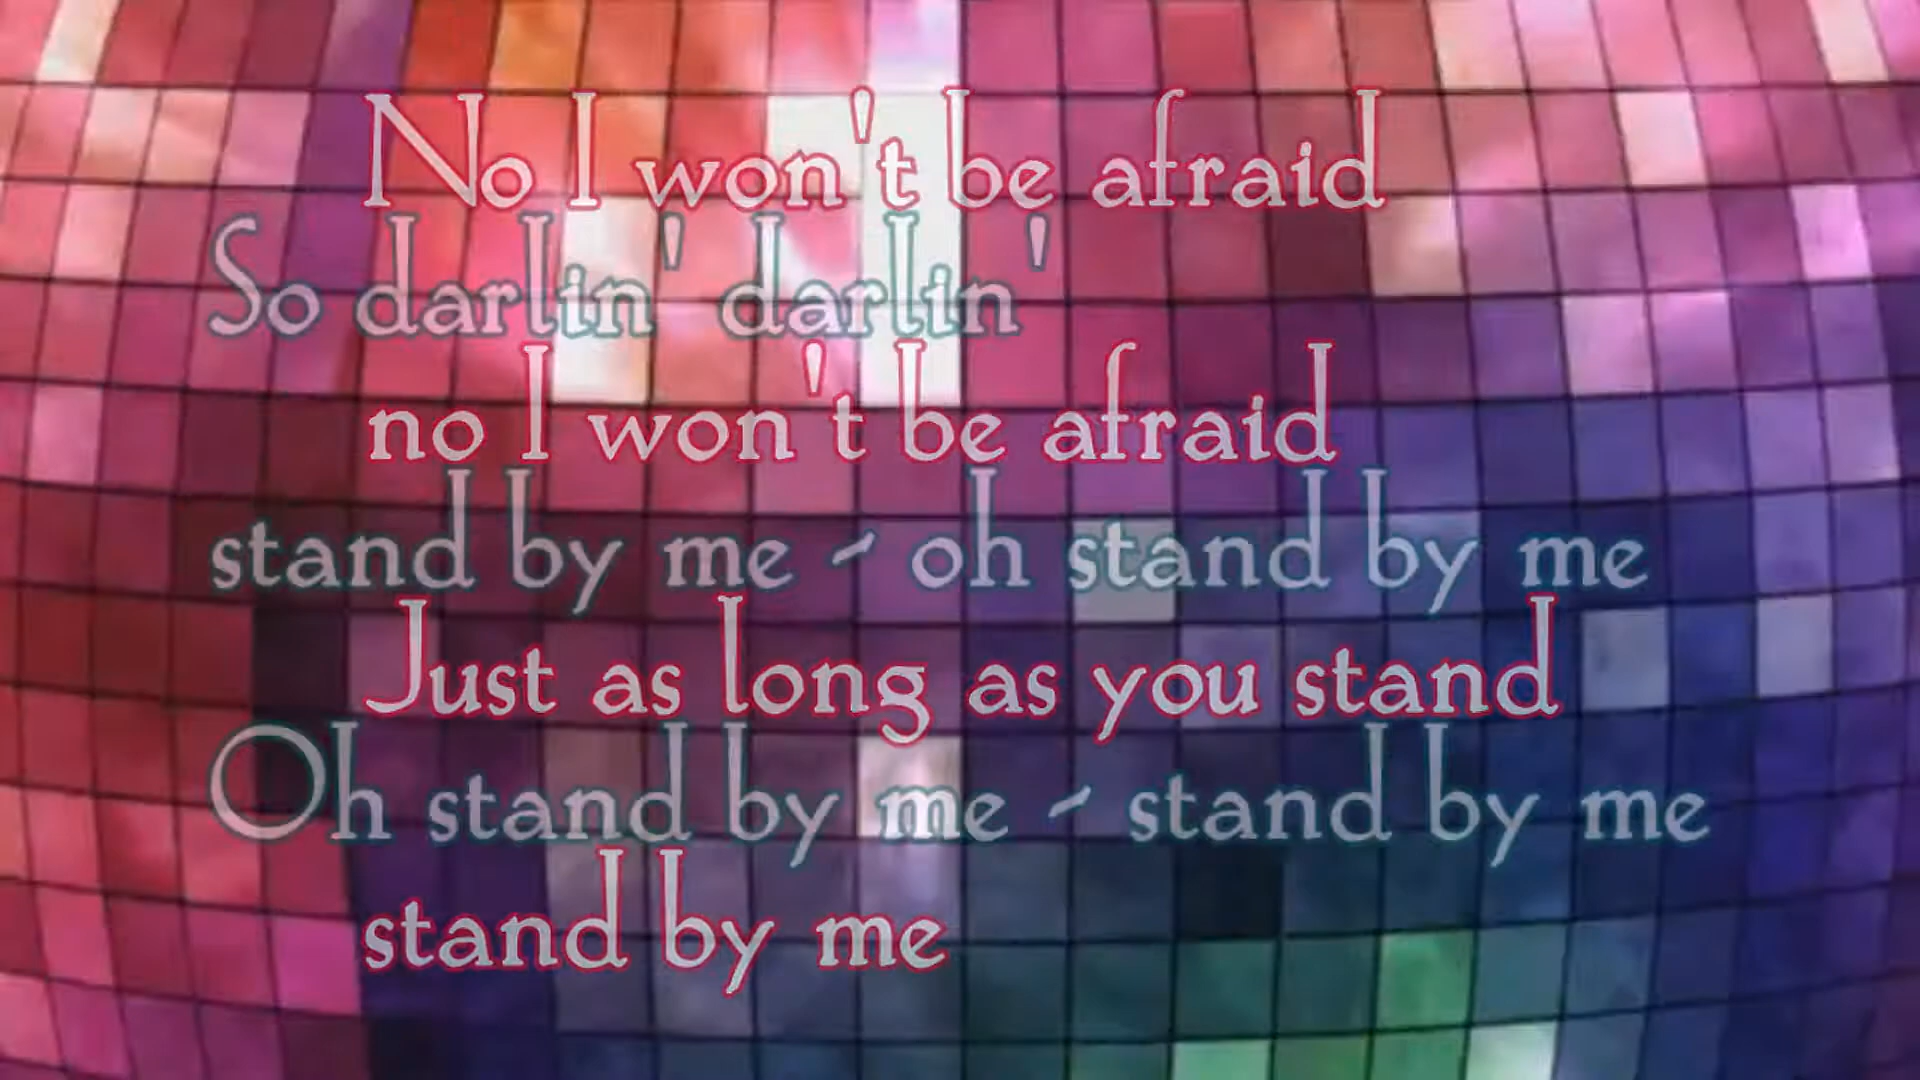 No I won't be afraid
So darlin' darlin'
no I won't be afraid
stand by me - oh stand by me
Just as long as you stand
Oh stand by me - stand by me
stand by me